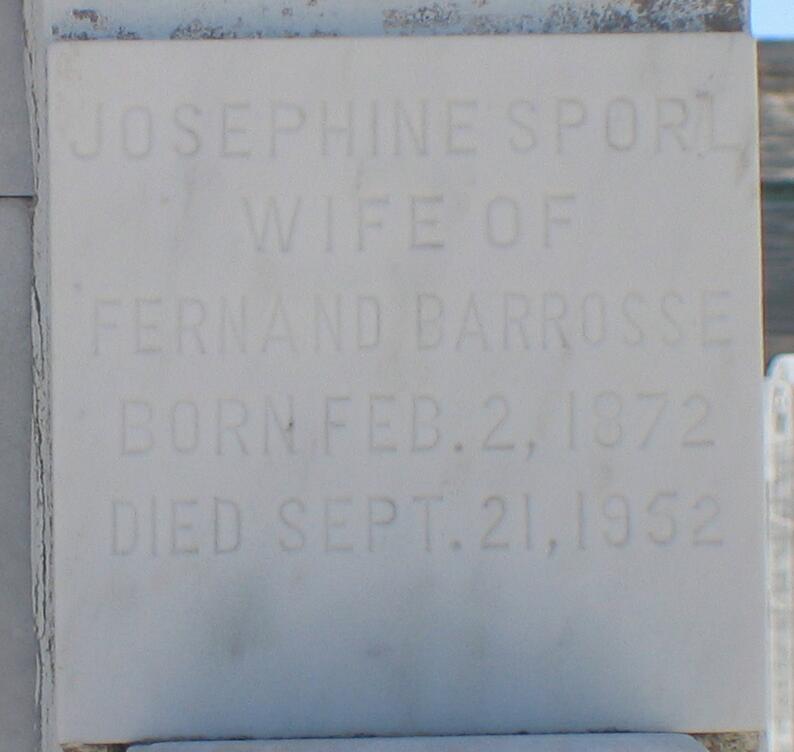 JOSEPHINE SPORL
WIFE OF
FERNAND BARROSSE
BORN FEB. 2, 1872
DIED SEPT. 21, 1952